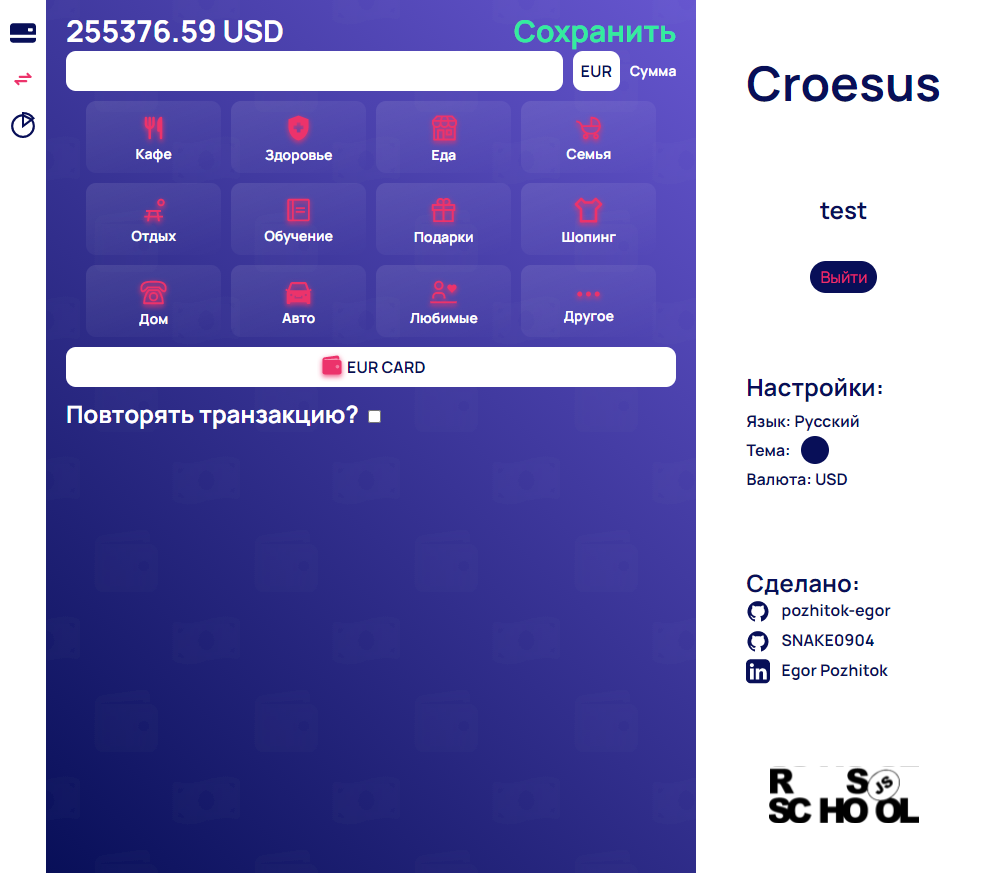 255376.59 USD Сохранить
EUR Сумма
Кафе Здоровье Еда Семья
Отдых Обучение Подарки Шопинг
Дом Авто Любимые Другое
EUR CARD
Повторять транзакцию?
Croesus
test
Выйти
Настройки:
Язык: Русский
Тема:
Валюта: USD
Сделано:
pozhitok-egor
SNAKE0904
in Egor Pozhitok
R S JS
SCHOOL